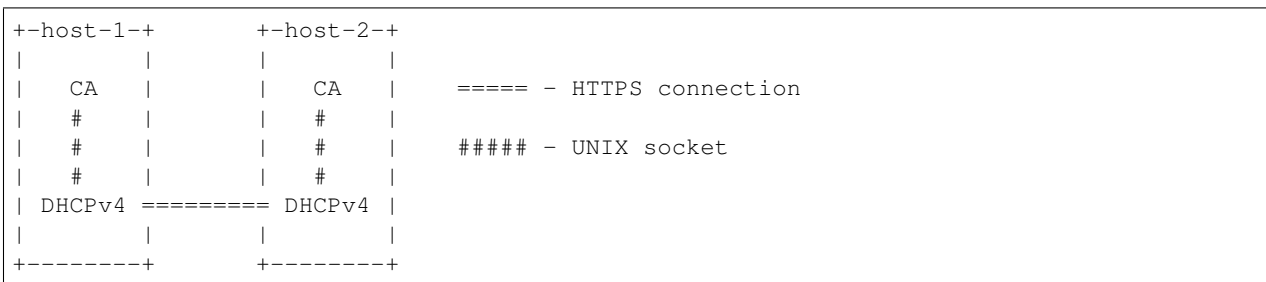 +-host-1-+       +-host-2-+
|        |       |        |
|   CA   |       |   CA   |    ===== - HTTPS connection
|   #    |       |   #    |
|   #    |       |   #    |    ##### - UNIX socket
|   #    |       |   #    |
| DHCPv4 ========= DHCPv4 |
|        |       |        |
+--------+       +--------+